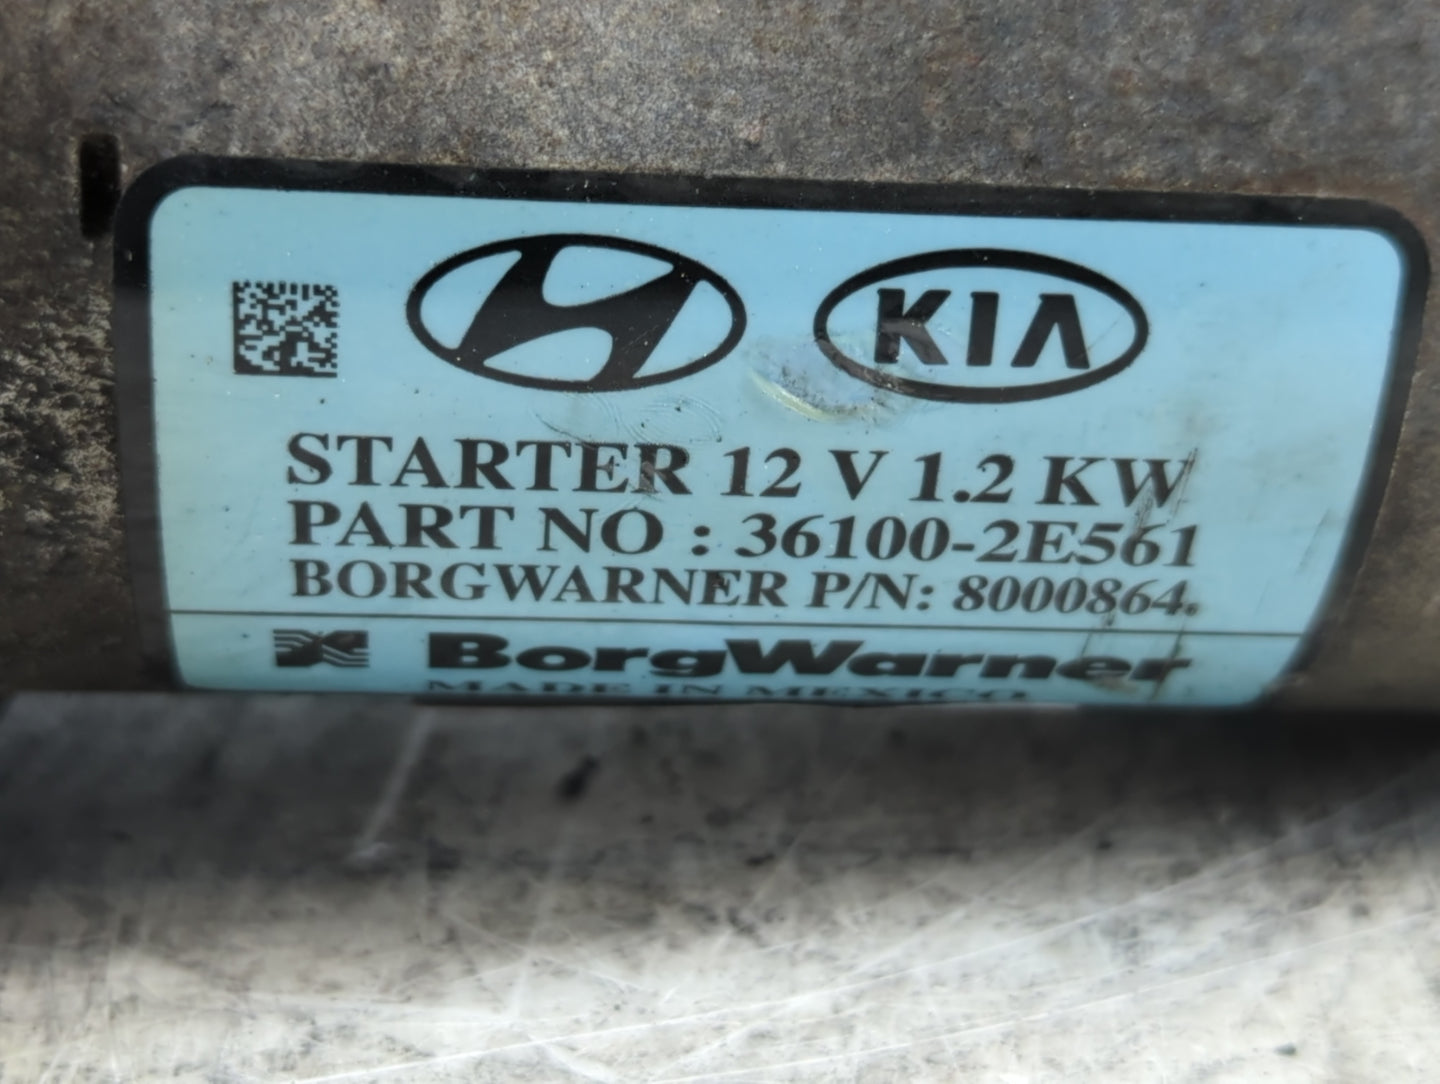 KIA
STARTER 12 V 1.2 KW
PART NO : 36100-2E561
BORGWARNER P/N: 8000864.
BorgWarner
MADE IN MEXICO